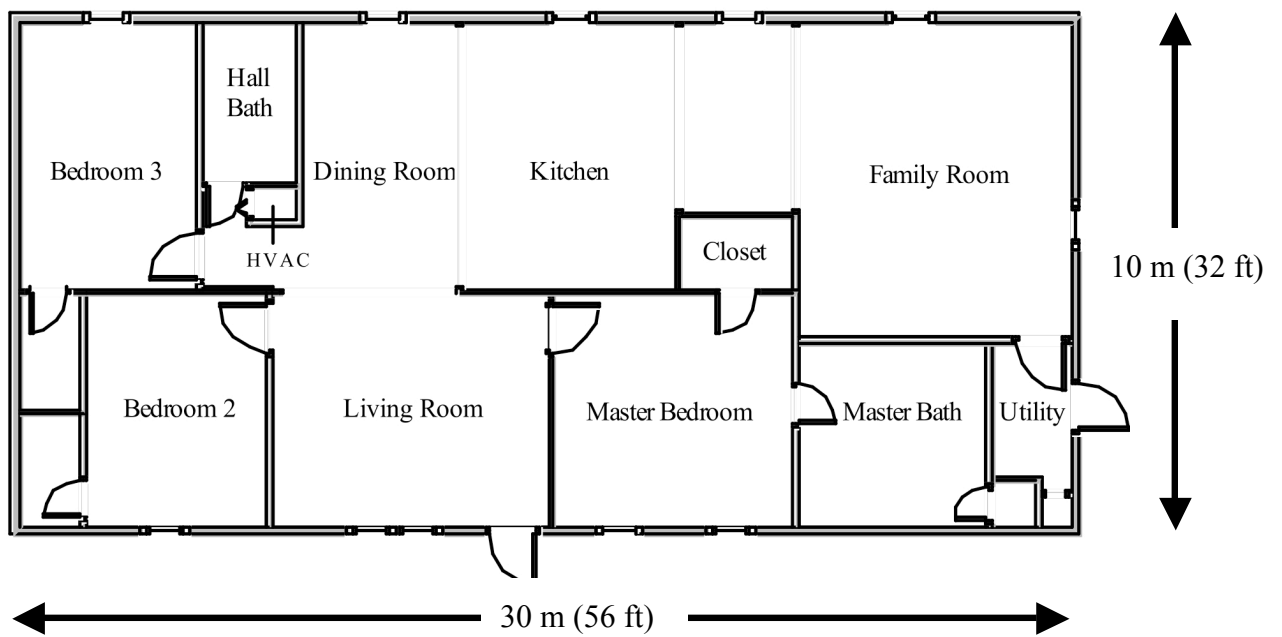 Hall
Bath
Bedroom 3
Dining Room
Kitchen
Family Room
HVAC
Closet
10 m (32 ft)
Bedroom 2
Living Room
Master Bedroom
Master Bath
Utility
30 m (56 ft)